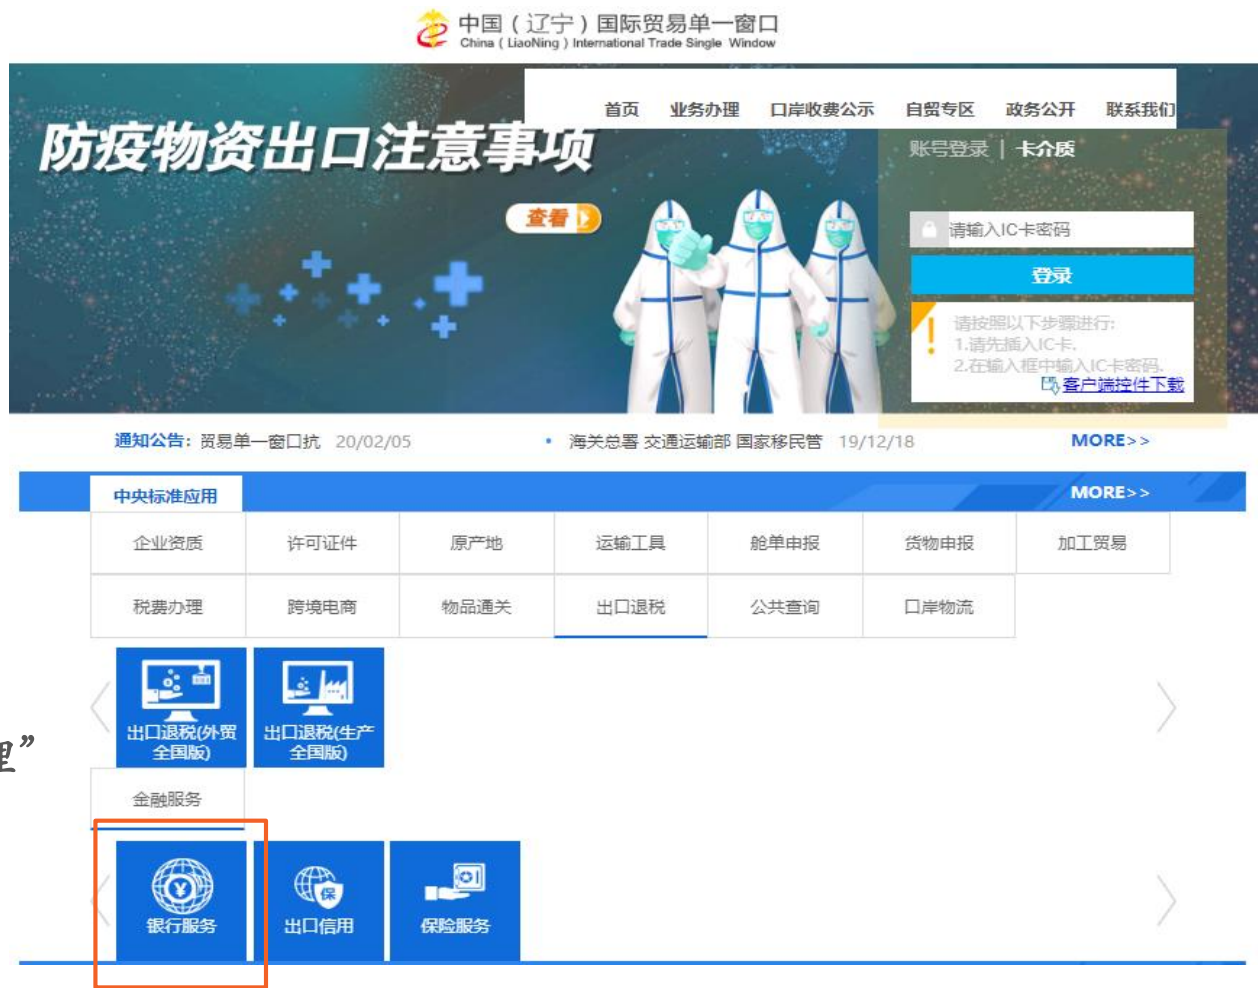 中国（辽宁）国际贸易单一窗口
China ( LiaoNing ) International Trade Single Window
首页 业务办理 口岸收费公示 自贸专区 政务公开 联系我们
防疫物资出口注意事项
查看
账号登录 | 卡介质
请输入IC卡密码
登录
!
请按照以下步骤进行:
1.请先插入IC卡.
2.在输入框中输入IC卡密码.
客户端控件下载
通知公告: 贸易单一窗口抗 20/02/05 • 海关总署 交通运输部 国家移民管 19/12/18 MORE>>
中央标准应用 MORE>>
企业资质 许可证件 原产地 运输工具 舱单申报 货物申报 加工贸易
税费办理 跨境电商 物品通关 出口退税 公共查询 口岸物流
出口退税(外贸 出口退税(生产
全国版) 全国版)
理”
金融服务
¥ 保
银行服务 出口信用 保险服务